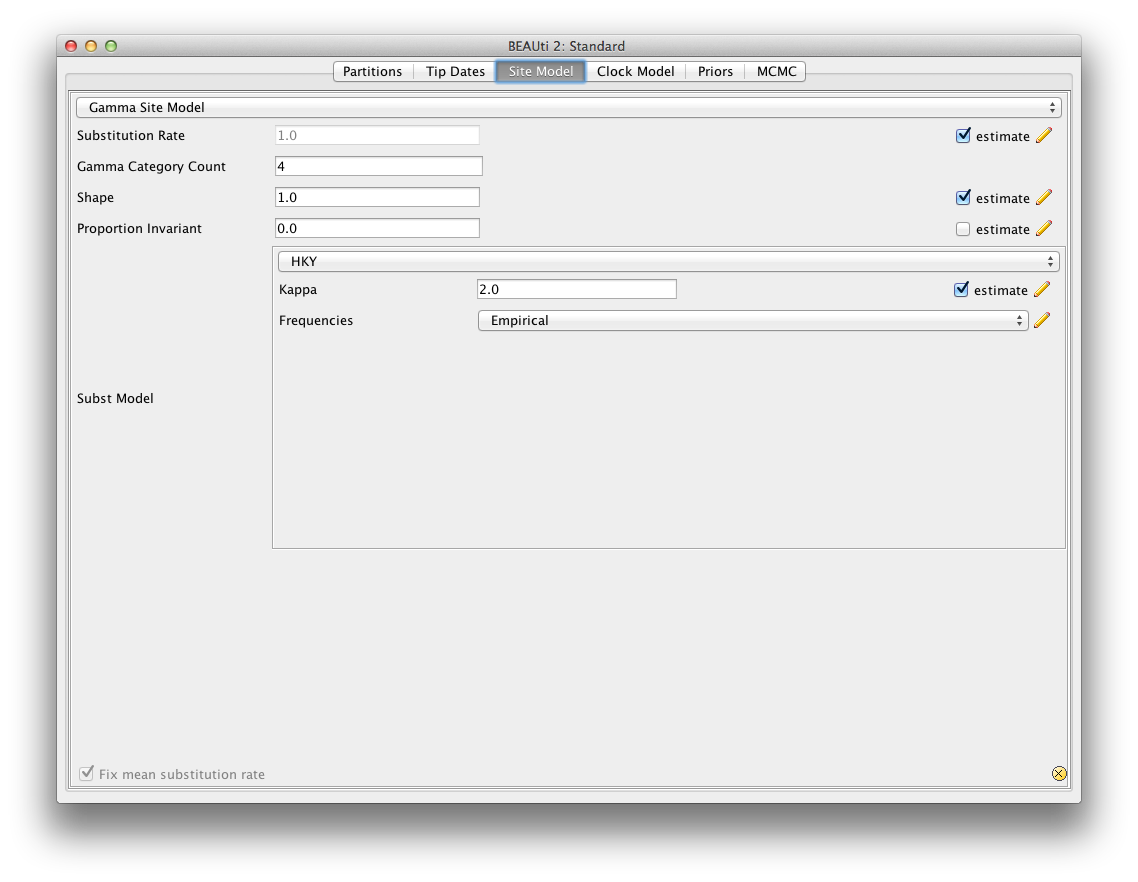 BEAUti 2: Standard
Partitions Tip Dates Site Model Clock Model Priors MCMC
Gamma Site Model
Substitution Rate 1.0 estimate
Gamma Category Count 4
Shape 1.0 estimate
Proportion Invariant 0.0 estimate
HKY
Kappa 2.0 estimate
Frequencies Empirical
Subst Model
Fix mean substitution rate